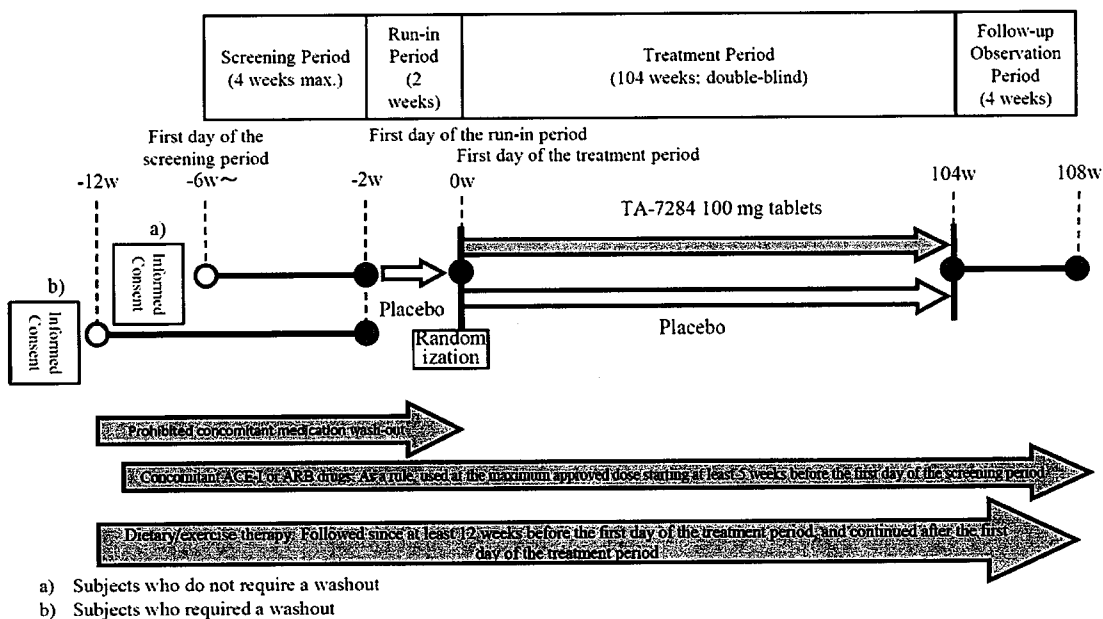 Screening Period
(4 weeks max.)
Run-in
Period
(2
weeks)
Treatment Period
(104 weeks: double-blind)
Follow-up
Observation
Period
(4 weeks)
First day of the
screening period
First day of the run-in period
First day of the treatment period
-12w
-6w～
-2w
0w
104w
108w
TA-7284 100 mg tablets
a)
Informed
Consent
b)
Informed
Consent
Placebo
Placebo
Random
ization
Prohibited concomitant medication wash-out
Concomitant ACE-I or ARB drugs: As a rule, used at the maximum approved dose starting at least 5 weeks before the first day of the screening period
Dietary/exercise therapy: Followed since at least 12 weeks before the first day of the treatment period, and continued after the first
day of the treatment period
a) Subjects who do not require a washout
b) Subjects who required a washout